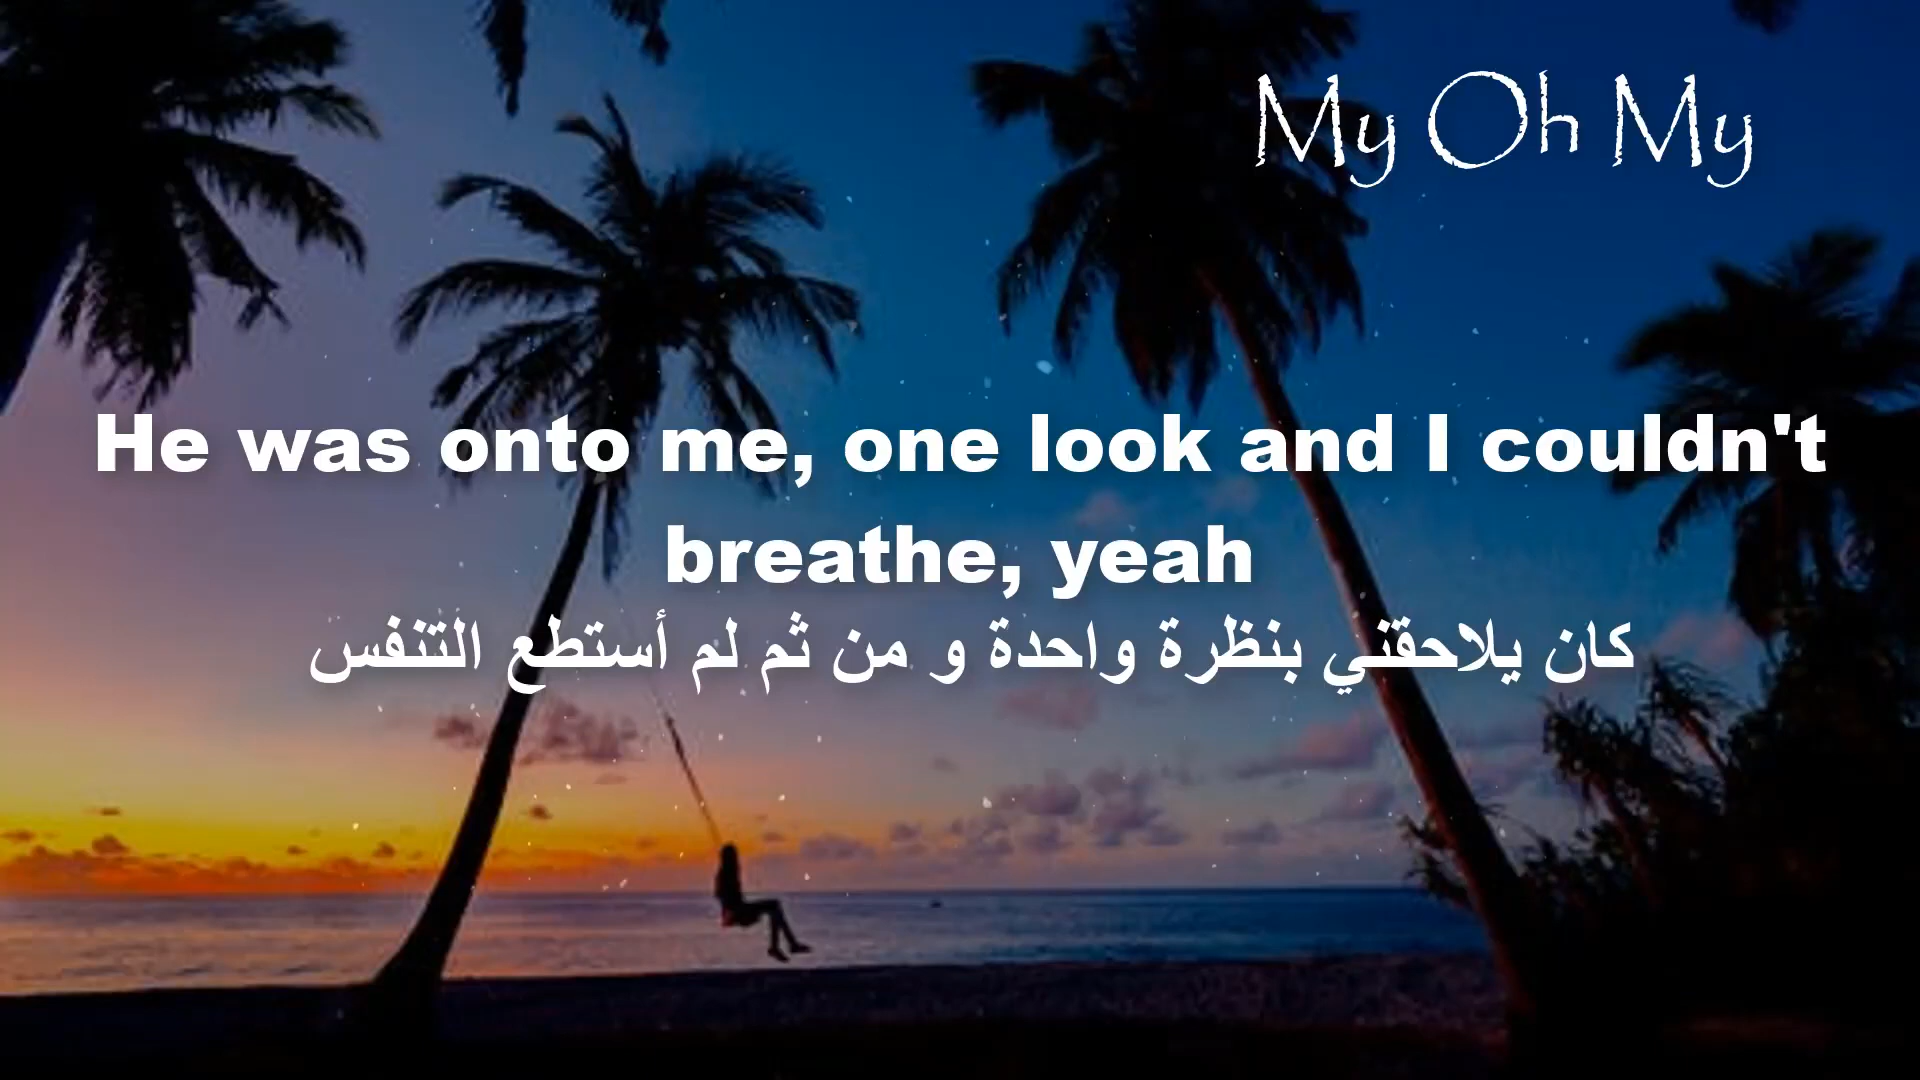 My Oh My
He was onto me, one look and I couldn't
breathe, yeah
كان يلاحقني بنظرة واحدة و من ثم لم أستطع التنفس